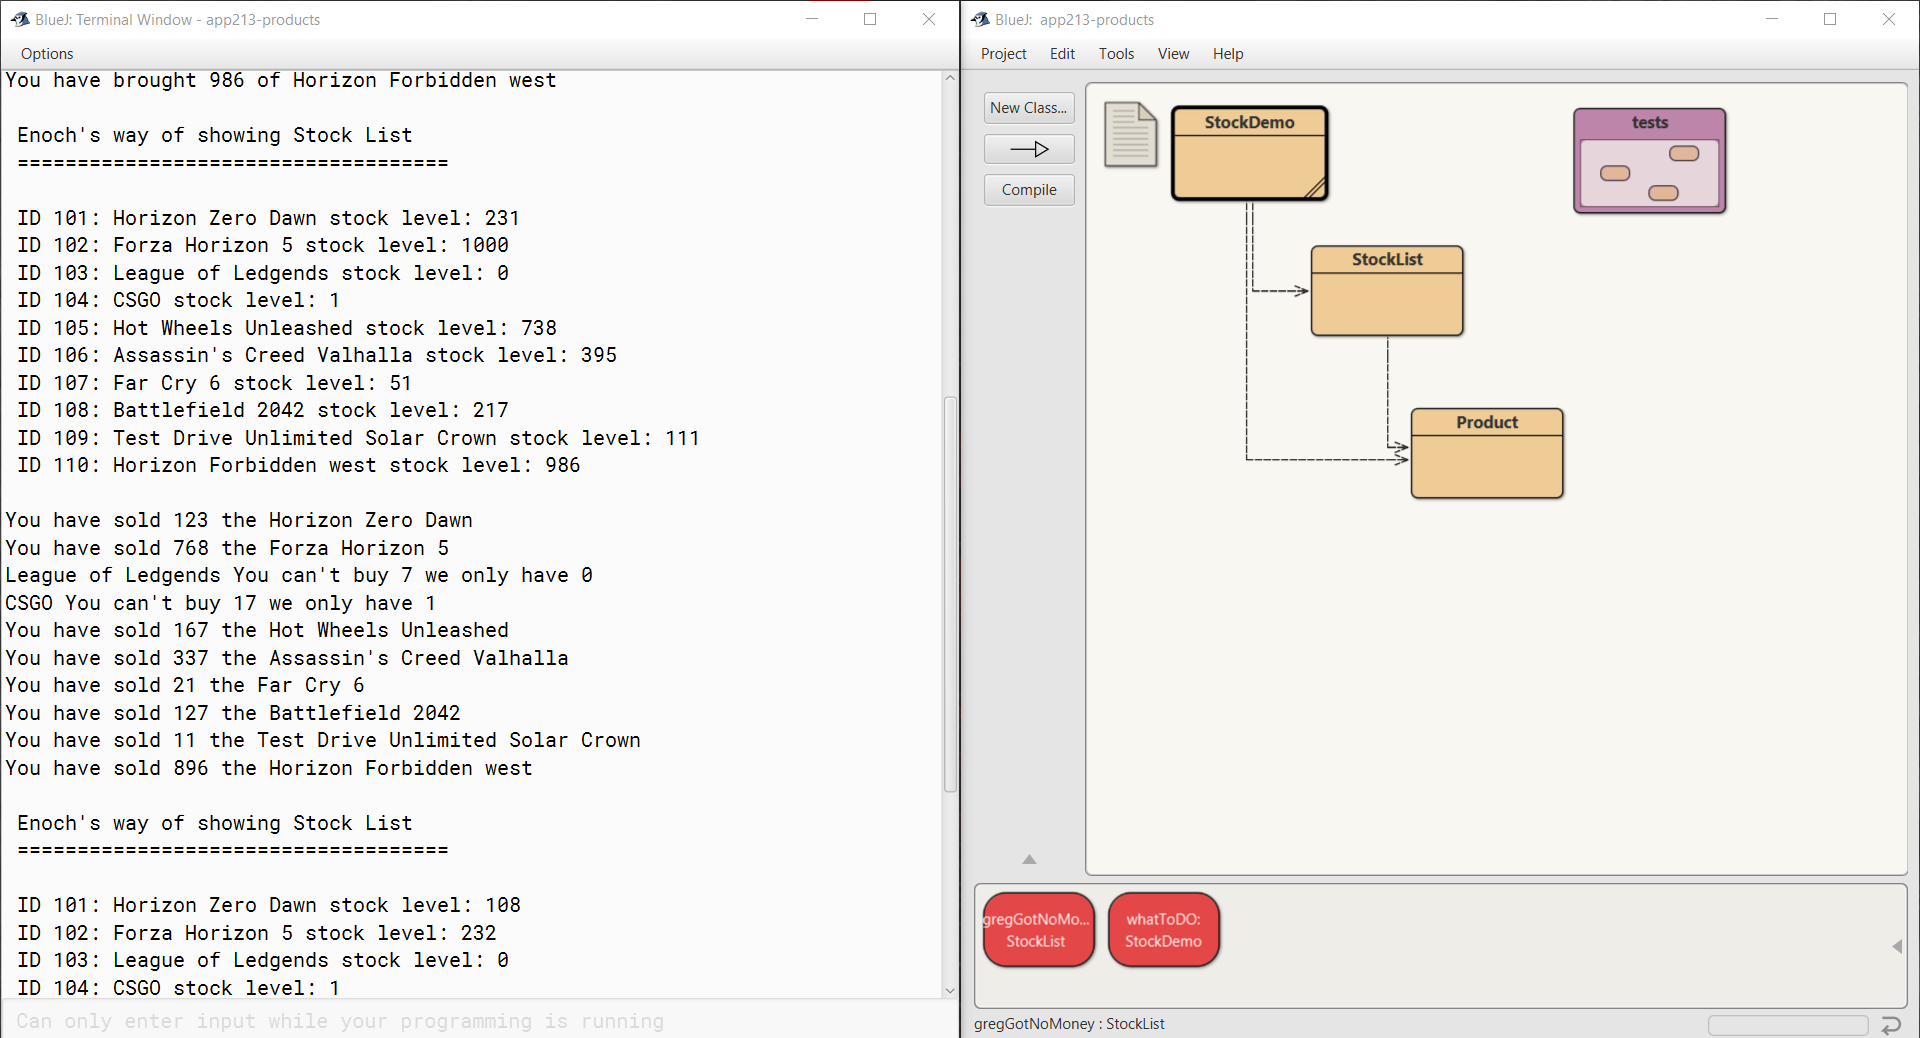 BlueJ: Terminal Window - app213-products
Options
You have brought 986 of Horizon Forbidden west
Enoch's way of showing Stock List
====================================
ID 101: Horizon Zero Dawn stock level: 231
ID 102: Forza Horizon 5 stock level: 1000
ID 103: League of Ledgends stock level: 0
ID 104: CSGO stock level: 1
ID 105: Hot Wheels Unleashed stock level: 738
ID 106: Assassin's Creed Valhalla stock level: 395
ID 107: Far Cry 6 stock level: 51
ID 108: Battlefield 2042 stock level: 217
ID 109: Test Drive Unlimited Solar Crown stock level: 111
ID 110: Horizon Forbidden west stock level: 986
You have sold 123 the Horizon Zero Dawn
You have sold 768 the Forza Horizon 5
League of Ledgends You can't buy 7 we only have 0
CSGO You can't buy 17 we only have 1
You have sold 167 the Hot Wheels Unleashed
You have sold 337 the Assassin's Creed Valhalla
You have sold 21 the Far Cry 6
You have sold 127 the Battlefield 2042
You have sold 11 the Test Drive Unlimited Solar Crown
You have sold 896 the Horizon Forbidden west
Enoch's way of showing Stock List
====================================
ID 101: Horizon Zero Dawn stock level: 108
ID 102: Forza Horizon 5 stock level: 232
ID 103: League of Ledgends stock level: 0
ID 104: CSGO stock level: 1
Can only enter input while your programming is running
BlueJ: app213-products
Project Edit Tools View Help
New Class...
Compile
StockDemo
tests
StockList
Product
gregGotNoMo...
StockList
whatToDO:
StockDemo
gregGotNoMoney : StockList